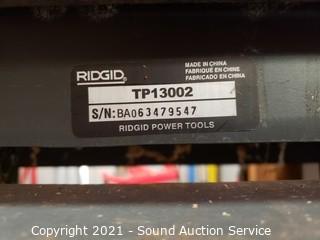 RIDGID
MADE IN CHINA
FABRIQUÉ EN CHINE
FABRICADO EN CHINA
TP13002
S/N:BA063479547
RIDGID POWER TOOLS
Copyright 2021 - Sound Auction Service